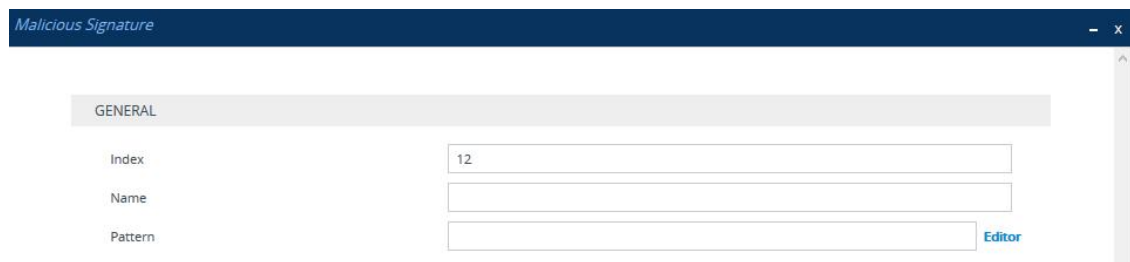 Malicious Signature
– x
GENERAL
Index 12
Name
Pattern Editor